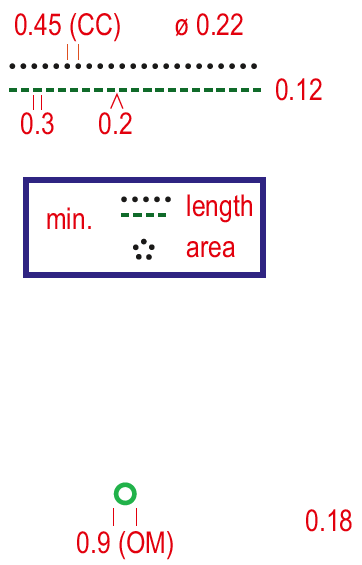 0.45 (CC) ø 0.22
0.12
0.3 0.2
min. length
area
0.18
0.9 (OM)